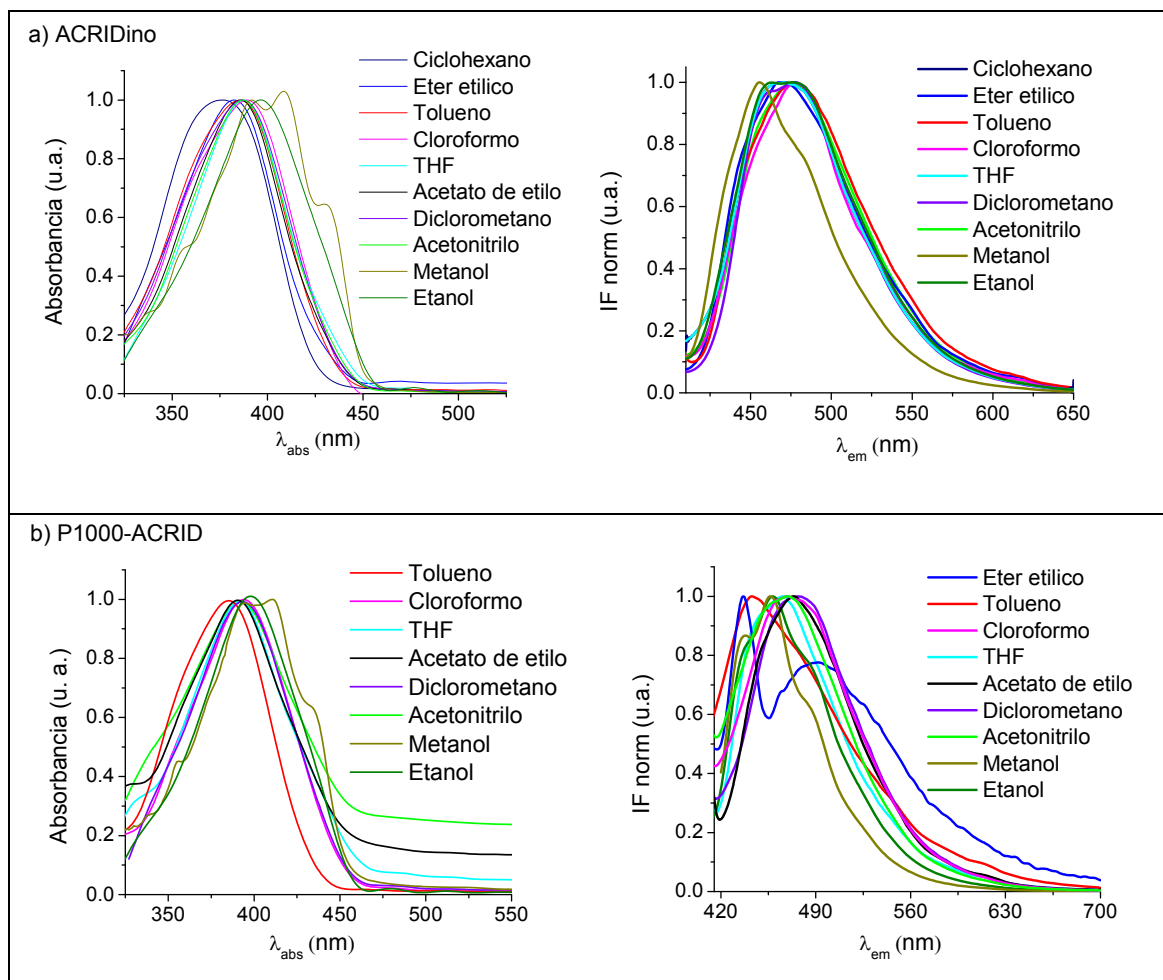 a) ACRIDino
Absorbancia (u.a.)
1.0
0.8
0.6
0.4
0.2
0.0
350 400 450 500
λabs (nm)
Ciclohexano
Eter etilico
Tolueno
Cloroformo
THF
Acetato de etilo
Diclorometano
Acetonitrilo
Metanol
Etanol
IF norm (u.a.)
1.0
0.8
0.6
0.4
0.2
0.0
450 500 550 600 650
λem (nm)
Ciclohexano
Eter etilico
Tolueno
Cloroformo
THF
Diclorometano
Acetonitrilo
Metanol
Etanol
b) P1000-ACRID
Absorbancia (u. a.)
1.0
0.8
0.6
0.4
0.2
0.0
350 400 450 500 550
λabs (nm)
Tolueno
Cloroformo
THF
Acetato de etilo
Diclorometano
Acetonitrilo
Metanol
Etanol
IF norm (u.a.)
1.0
0.8
0.6
0.4
0.2
0.0
420 490 560 630 700
λem (nm)
Eter etilico
Tolueno
Cloroformo
THF
Acetato de etilo
Diclorometano
Acetonitrilo
Metanol
Etanol